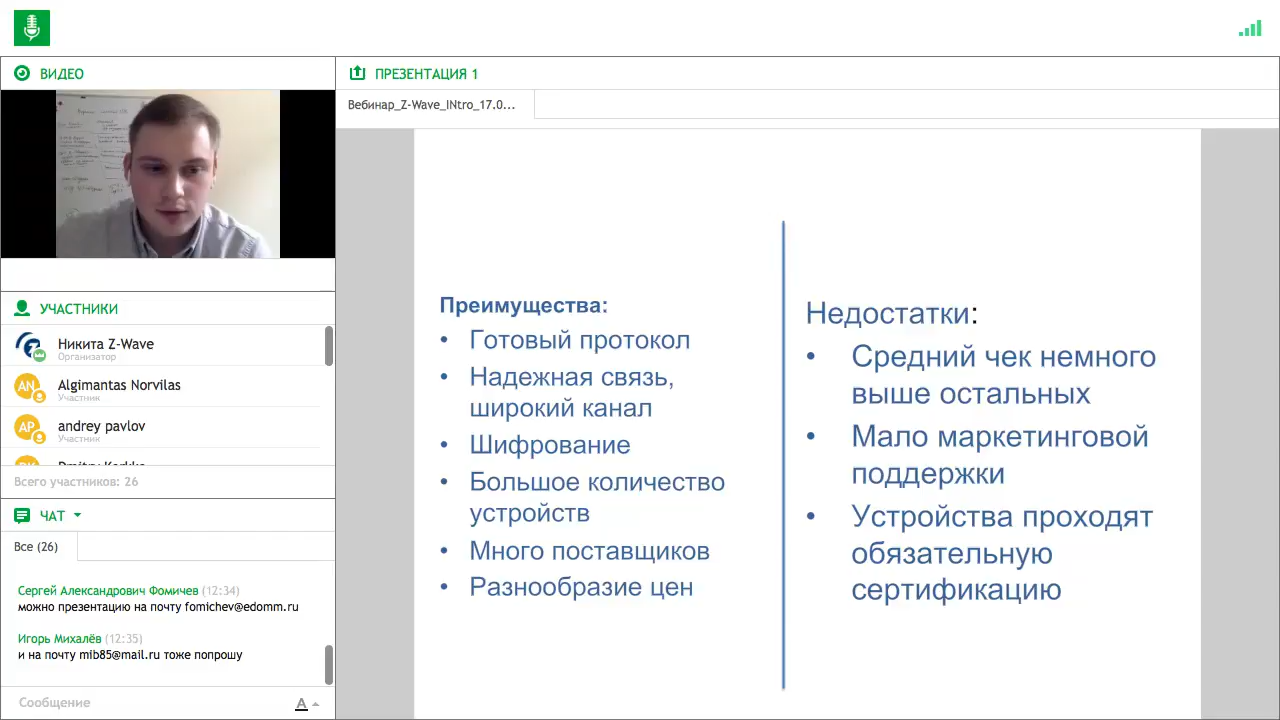 ВИДЕО
УЧАСТНИКИ
Никита Z-Wave
Организатор
AN
Algimantas Norvilas
Участник
AP
andrey pavlov
Участник
Всего участников: 26
ЧАТ
Все (26)
Сергей Александрович Фомичев (12:34)
можно презентацию на почту fomichev@edomm.ru
Игорь Михалёв (12:35)
и на почту mib85@mail.ru тоже попрошу
Сообщение
A
ПРЕЗЕНТАЦИЯ 1
Вебинар_Z-Wave_INtro_17.0...
Преимущества:
• Готовый протокол
• Надежная связь,
широкий канал
• Шифрование
• Большое количество
устройств
• Много поставщиков
• Разнообразие цен
Недостатки:
• Средний чек немного
выше остальных
• Мало маркетинговой
поддержки
• Устройства проходят
обязательную
сертификацию